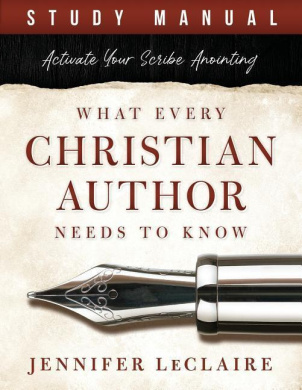 STUDY MANUAL
Activate Your Scribe Anointing
WHAT EVERY
CHRISTIAN
AUTHOR
NEEDS TO KNOW
JENNIFER LECLAIRE